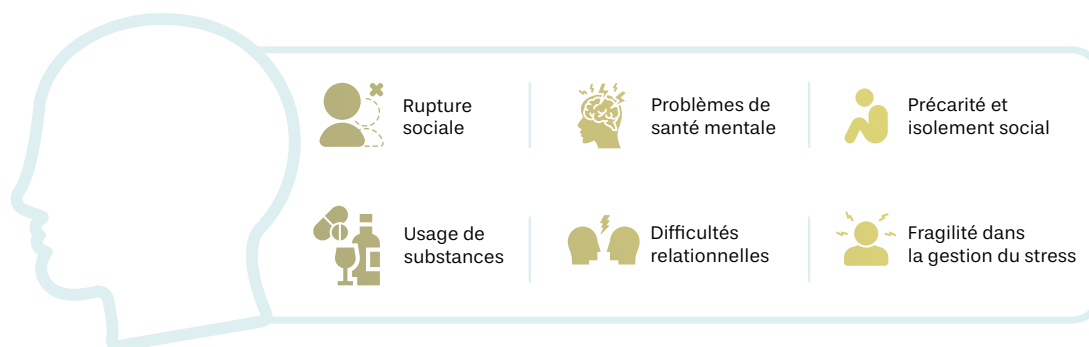 Rupture
sociale
Problèmes de
santé mentale
Précarité et
isolement social
Usage de
substances
Difficultés
relationnelles
Fragilité dans
la gestion du stress